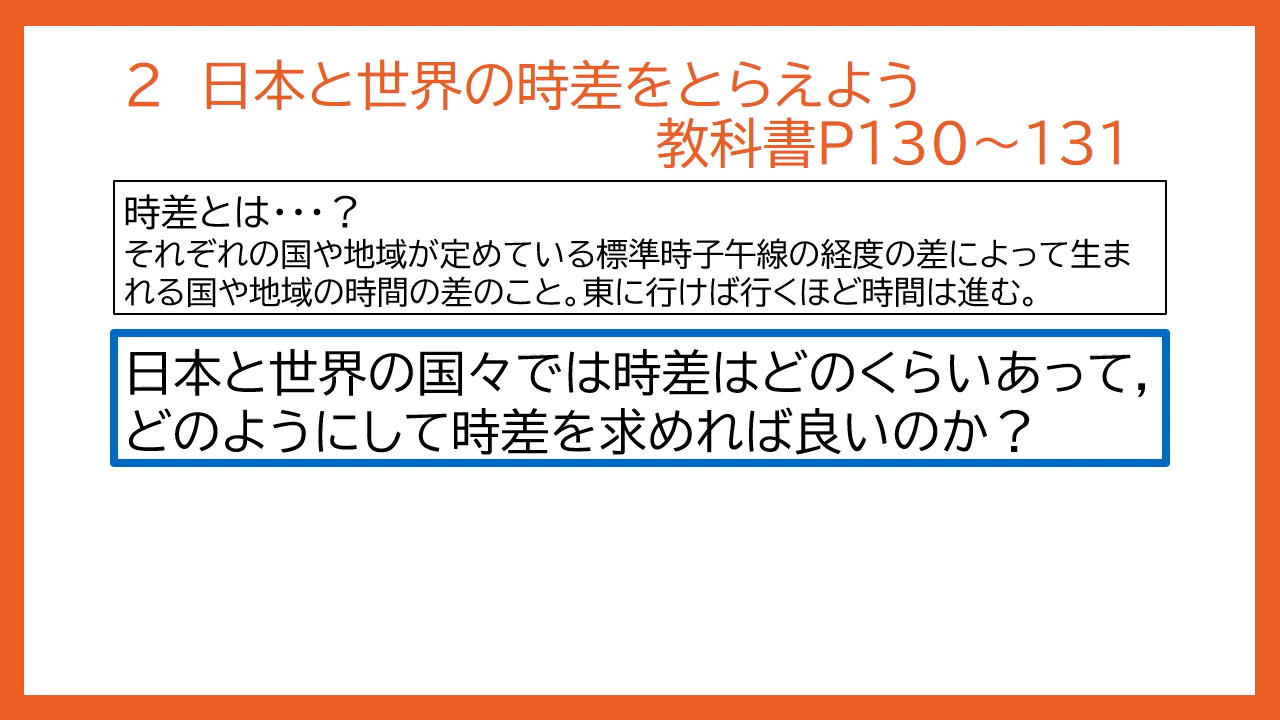 ２　日本と世界の時差をとらえよう
教科書P１３０～１３１
時差とは・・・？
それぞれの国や地域が定めている標準時子午線の経度の差によって生ま
れる国や地域の時間の差のこと。東に行けば行くほど時間は進む。
日本と世界の国々では時差はどのくらいあって，
どのようにして時差を求めれば良いのか？